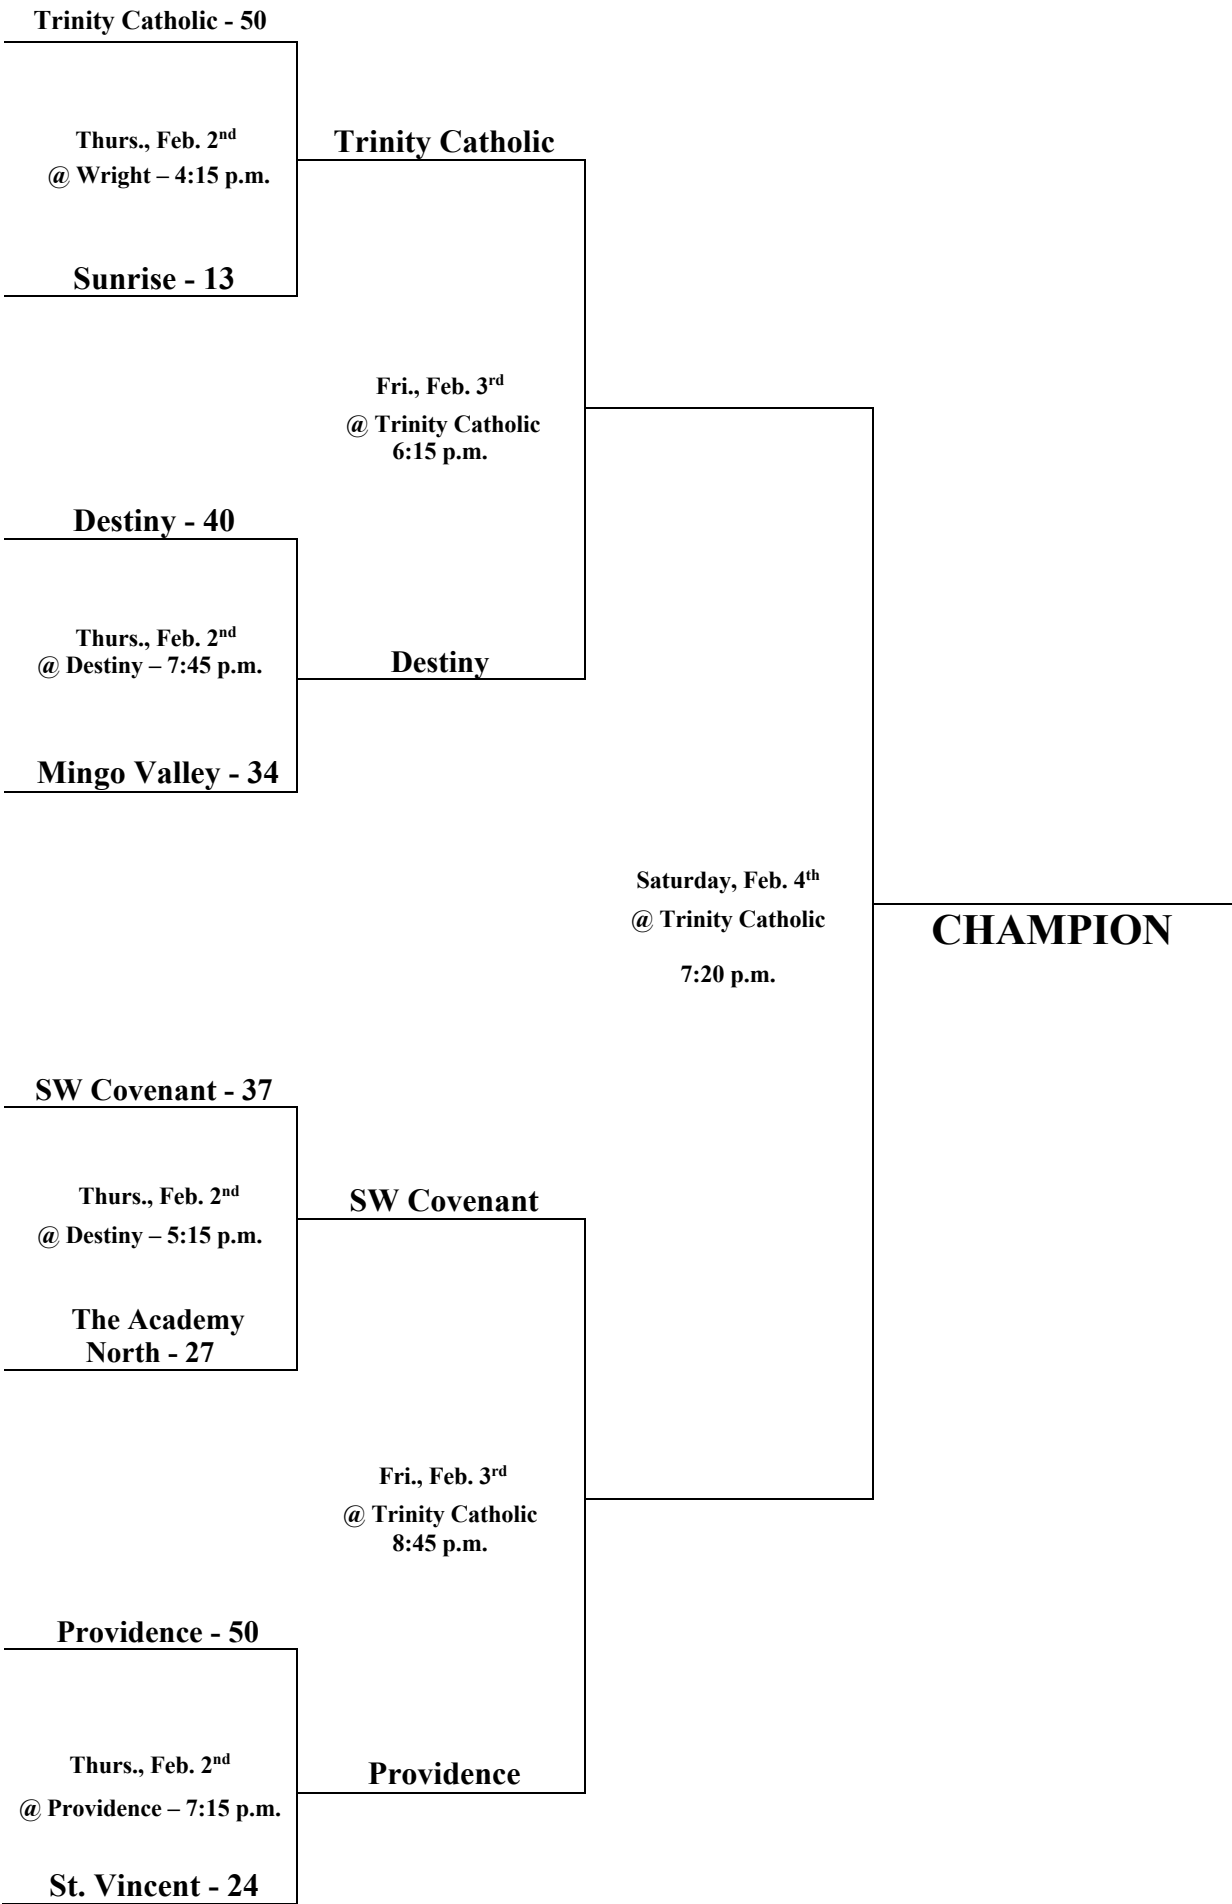 Trinity Catholic - 50
Thurs., Feb. 2nd
@ Wright – 4:15 p.m.
Trinity Catholic
Sunrise - 13
Fri., Feb. 3rd
@ Trinity Catholic
6:15 p.m.
Destiny - 40
Thurs., Feb. 2nd
@ Destiny – 7:45 p.m.
Destiny
Mingo Valley - 34
Saturday, Feb. 4th
@ Trinity Catholic
7:20 p.m.
CHAMPION
SW Covenant - 37
Thurs., Feb. 2nd
@ Destiny – 5:15 p.m.
SW Covenant
The Academy
North - 27
Fri., Feb. 3rd
@ Trinity Catholic
8:45 p.m.
Providence - 50
Thurs., Feb. 2nd
@ Providence – 7:15 p.m.
Providence
St. Vincent - 24